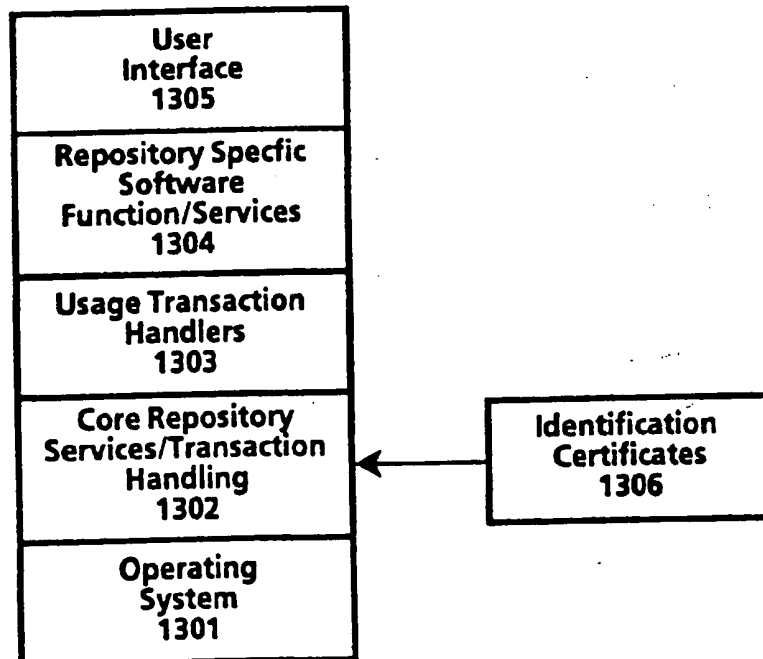 User
Interface
1305
Repository Specfic
Software
Function/Services
1304
Usage Transaction
Handlers
1303
Core Repository
Services/Transaction
Handling
1302
Operating
System
1301
Identification
Certificates
1306